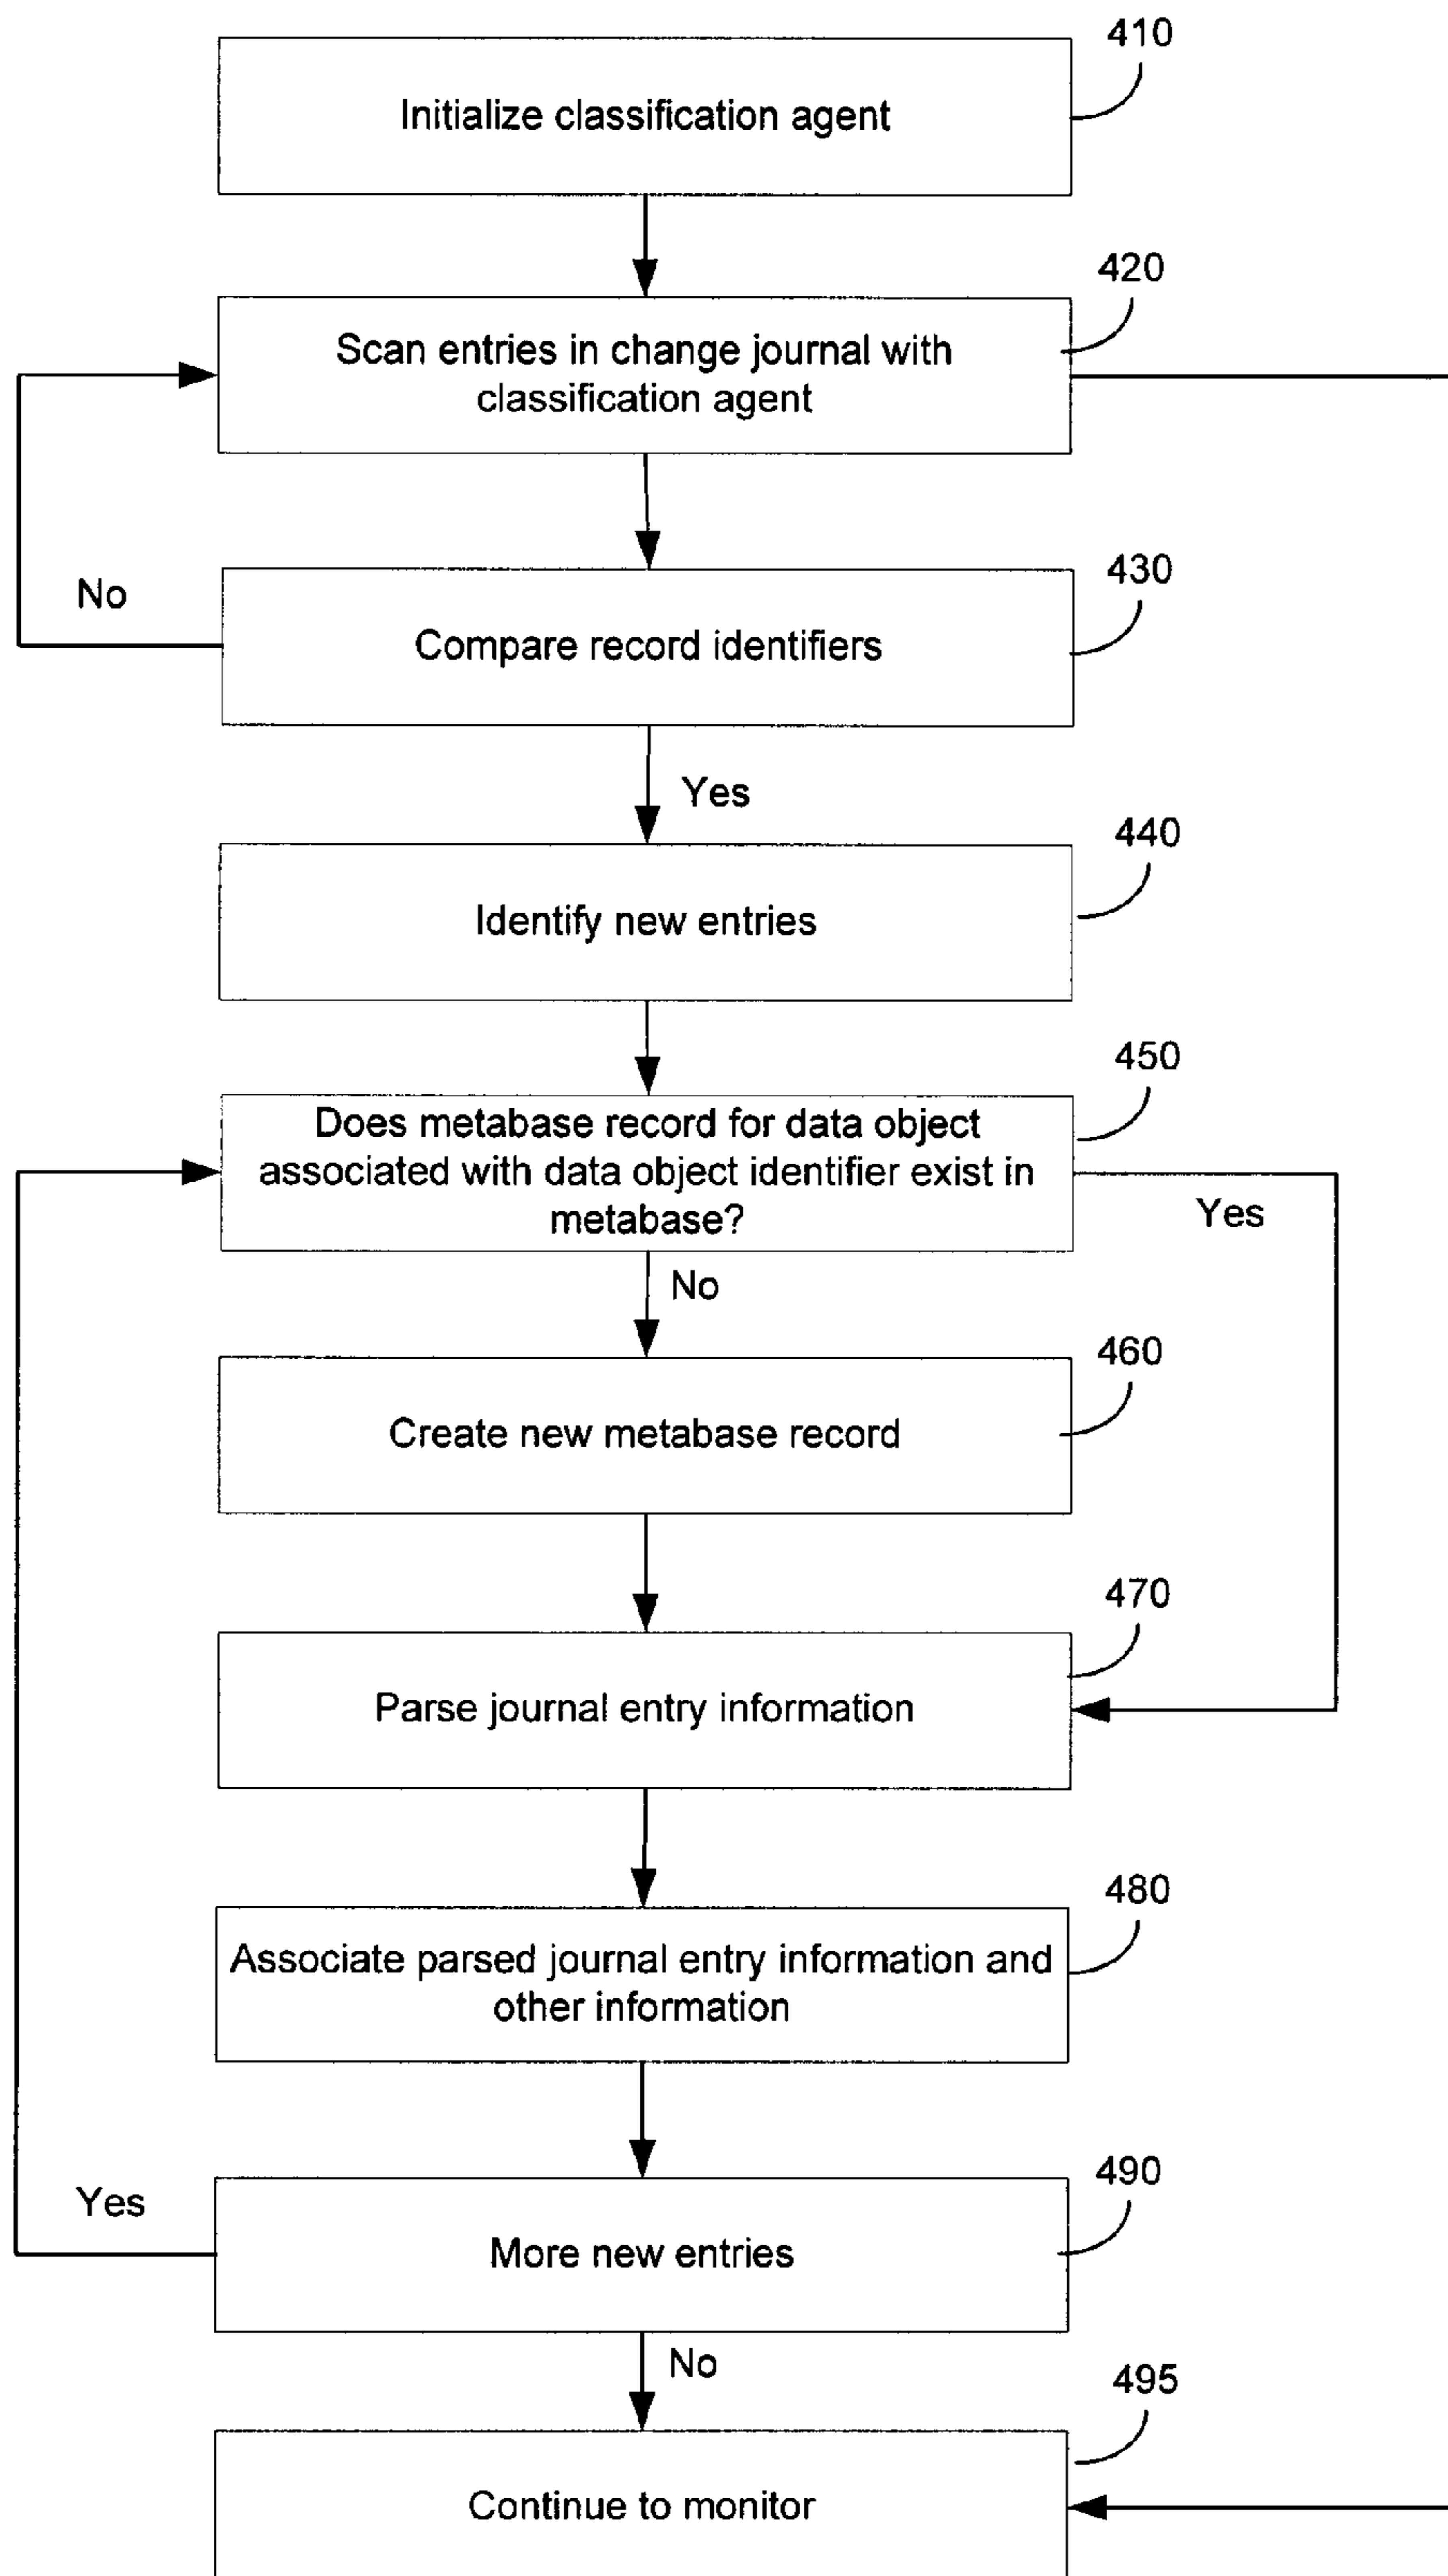 410
Initialize classification agent
420
Scan entries in change journal with
classification agent
430
No
Compare record identifiers
Yes
440
Identify new entries
450
Does metabase record for data object
associated with data object identifier exist in
metabase?
Yes
No
460
Create new metabase record
470
Parse journal entry information
480
Associate parsed journal entry information and
other information
490
Yes
More new entries
No
495
Continue to monitor